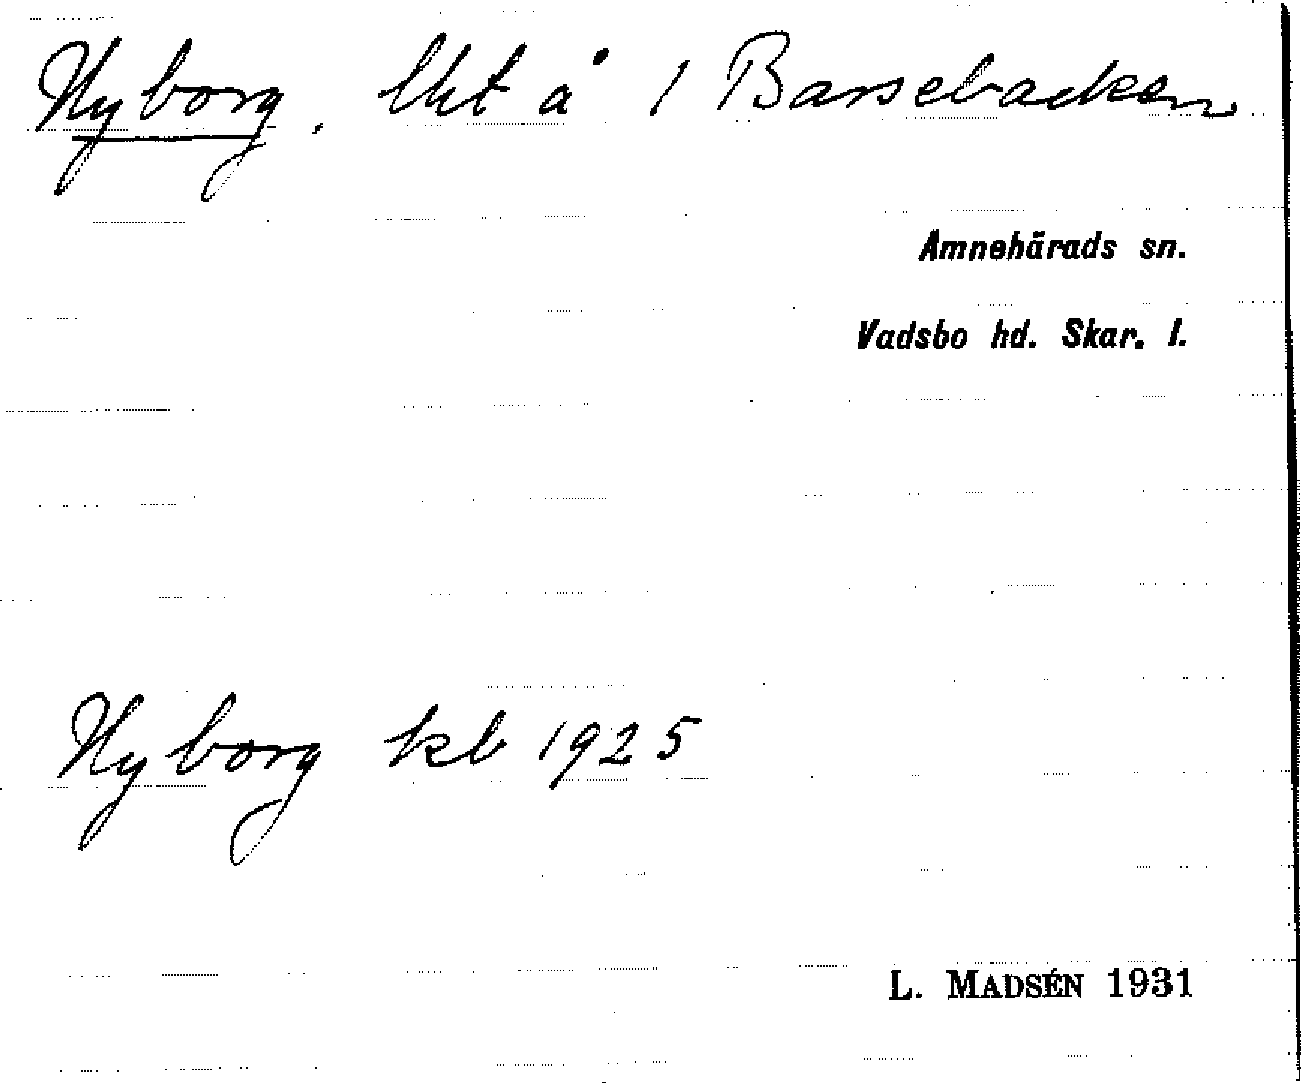 Nyborg. lht å 1 Barsebacken
Amnehärads sn.
Vadsbo hd. Skar. l.
Nyborg kb 1925
L. MADSÉN 1931